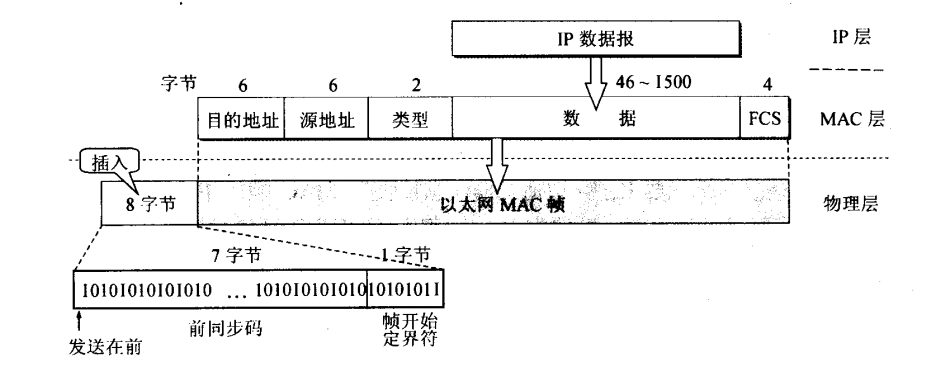 IP 数据报
IP 层
字节 6 6 2 46～1500 4
目的地址 源地址 类型 数 据 FCS MAC 层
插入
8 字节 以太网 MAC 帧 物理层
7 字节 1 字节
10101010101010 … 101010101010 10101011
前同步码
帧开始
定界符
发送在前